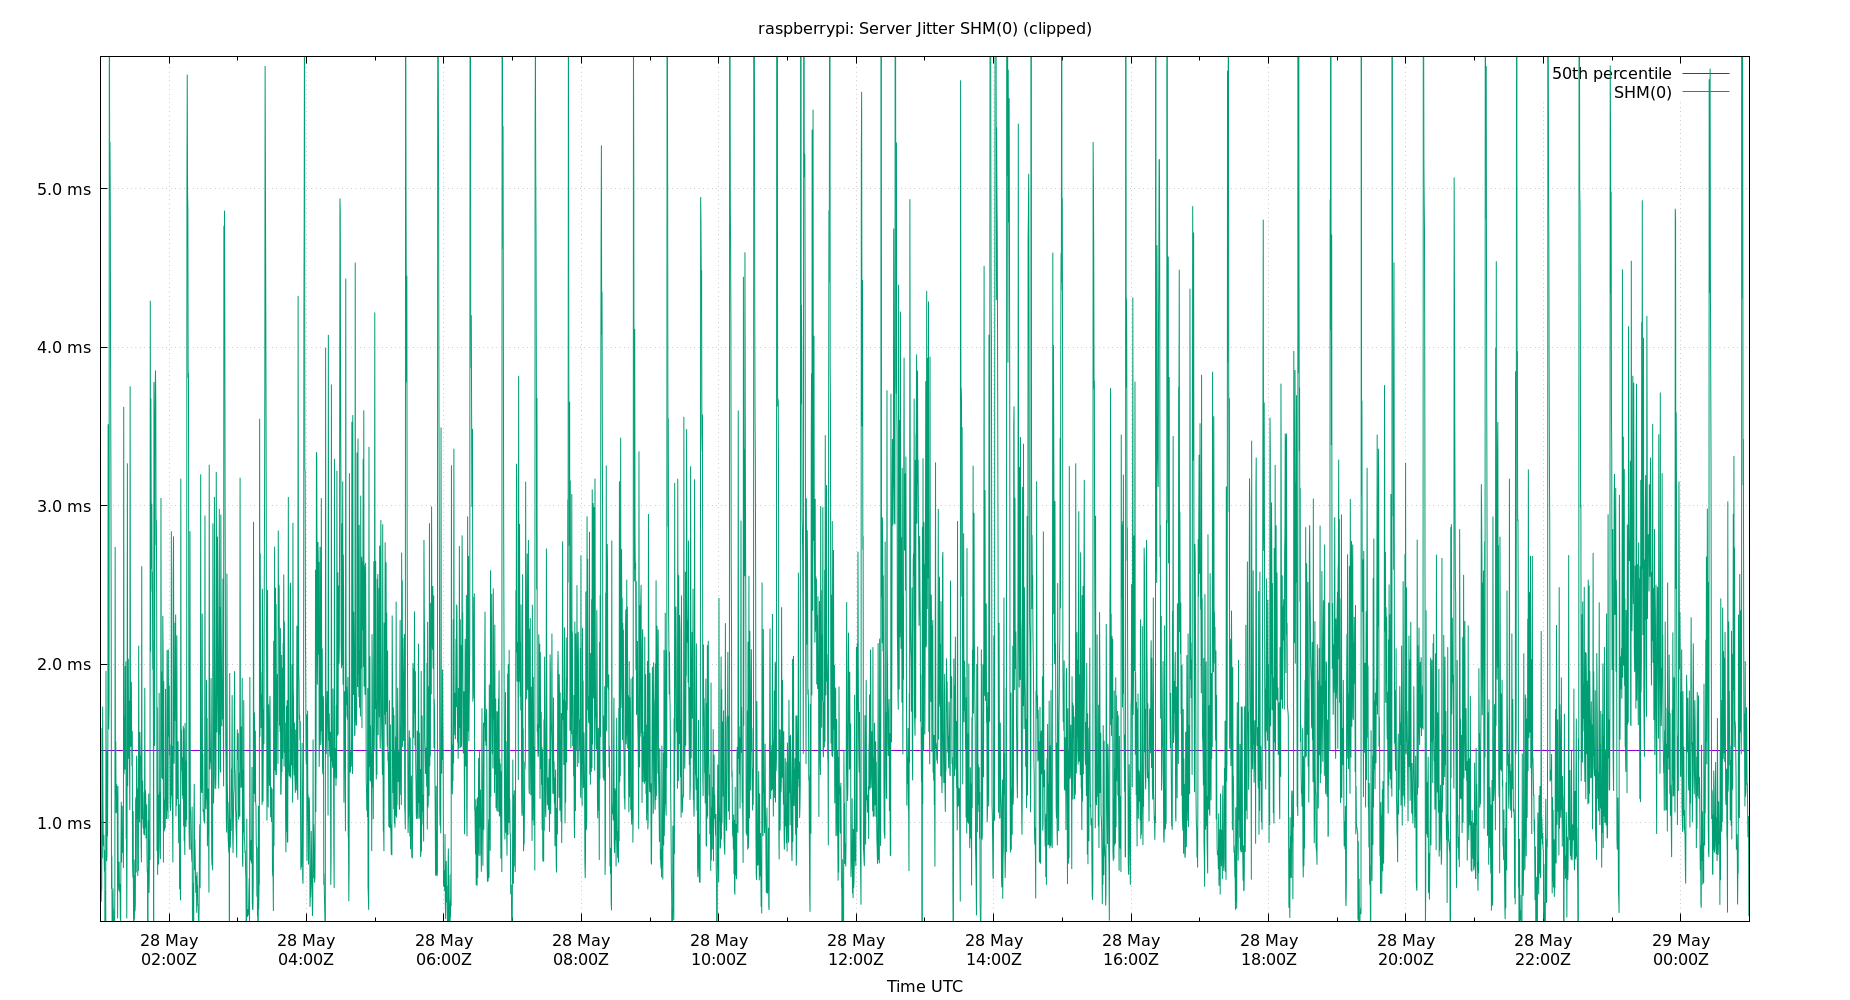 raspberrypi: Server Jitter SHM(0) (clipped)
50th percentile
SHM(0)
5.0 ms
4.0 ms
3.0 ms
2.0 ms
1.0 ms
28 May 28 May 28 May 28 May 28 May 28 May 28 May 28 May 28 May 28 May 28 May 29 May
02:00Z 04:00Z 06:00Z 08:00Z 10:00Z 12:00Z 14:00Z 16:00Z 18:00Z 20:00Z 22:00Z 00:00Z
Time UTC